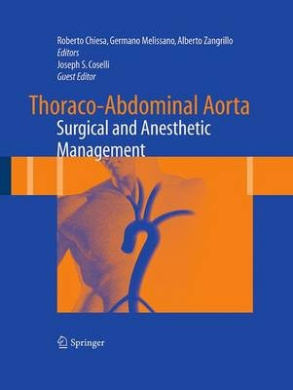 Roberto Chiesa, Germano Melissano, Alberto Zangrillo
Editors
Joseph S. Coselli
Guest Editor
Thoraco-Abdominal Aorta
Surgical and Anesthetic
Management
Springer